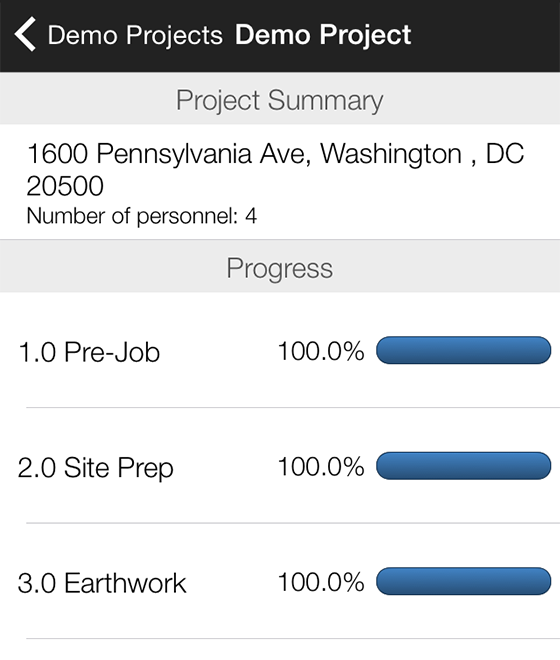 Demo Projects Demo Project
Project Summary
1600 Pennsylvania Ave, Washington , DC
20500
Number of personnel: 4
Progress
1.0 Pre-Job 100.0%
2.0 Site Prep 100.0%
3.0 Earthwork 100.0%